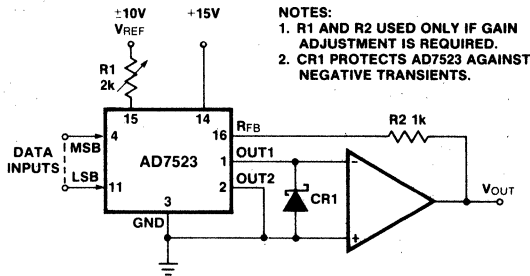 ±10V
VREF
+15V
NOTES:
1. R1 AND R2 USED ONLY IF GAIN
ADJUSTMENT IS REQUIRED.
2. CR1 PROTECTS AD7523 AGAINST
NEGATIVE TRANSIENTS.
R1
2k
15
14
16
RFB
R2 1k
DATA
INPUTS
MSB
4
AD7523
1
OUT1
LSB
11
2
OUT2
3
GND
CR1
−
+
VOUT